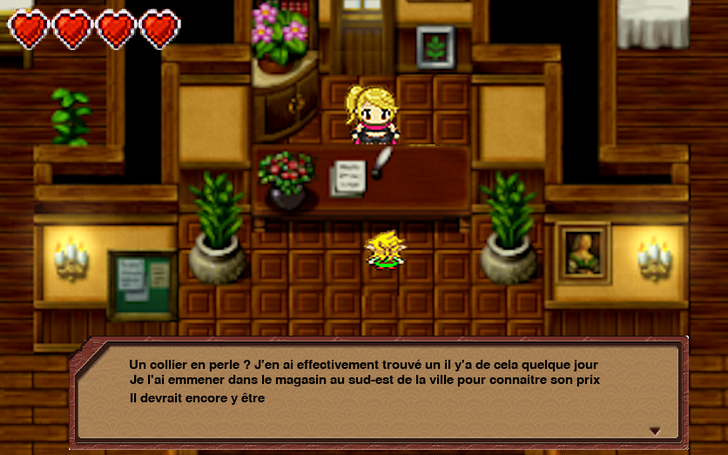 Un collier en perle ? J'en ai effectivement trouvé un il y'a de cela quelque jour
Je l'ai emmener dans le magasin au sud-est de la ville pour connaitre son prix
Il devrait encore y être